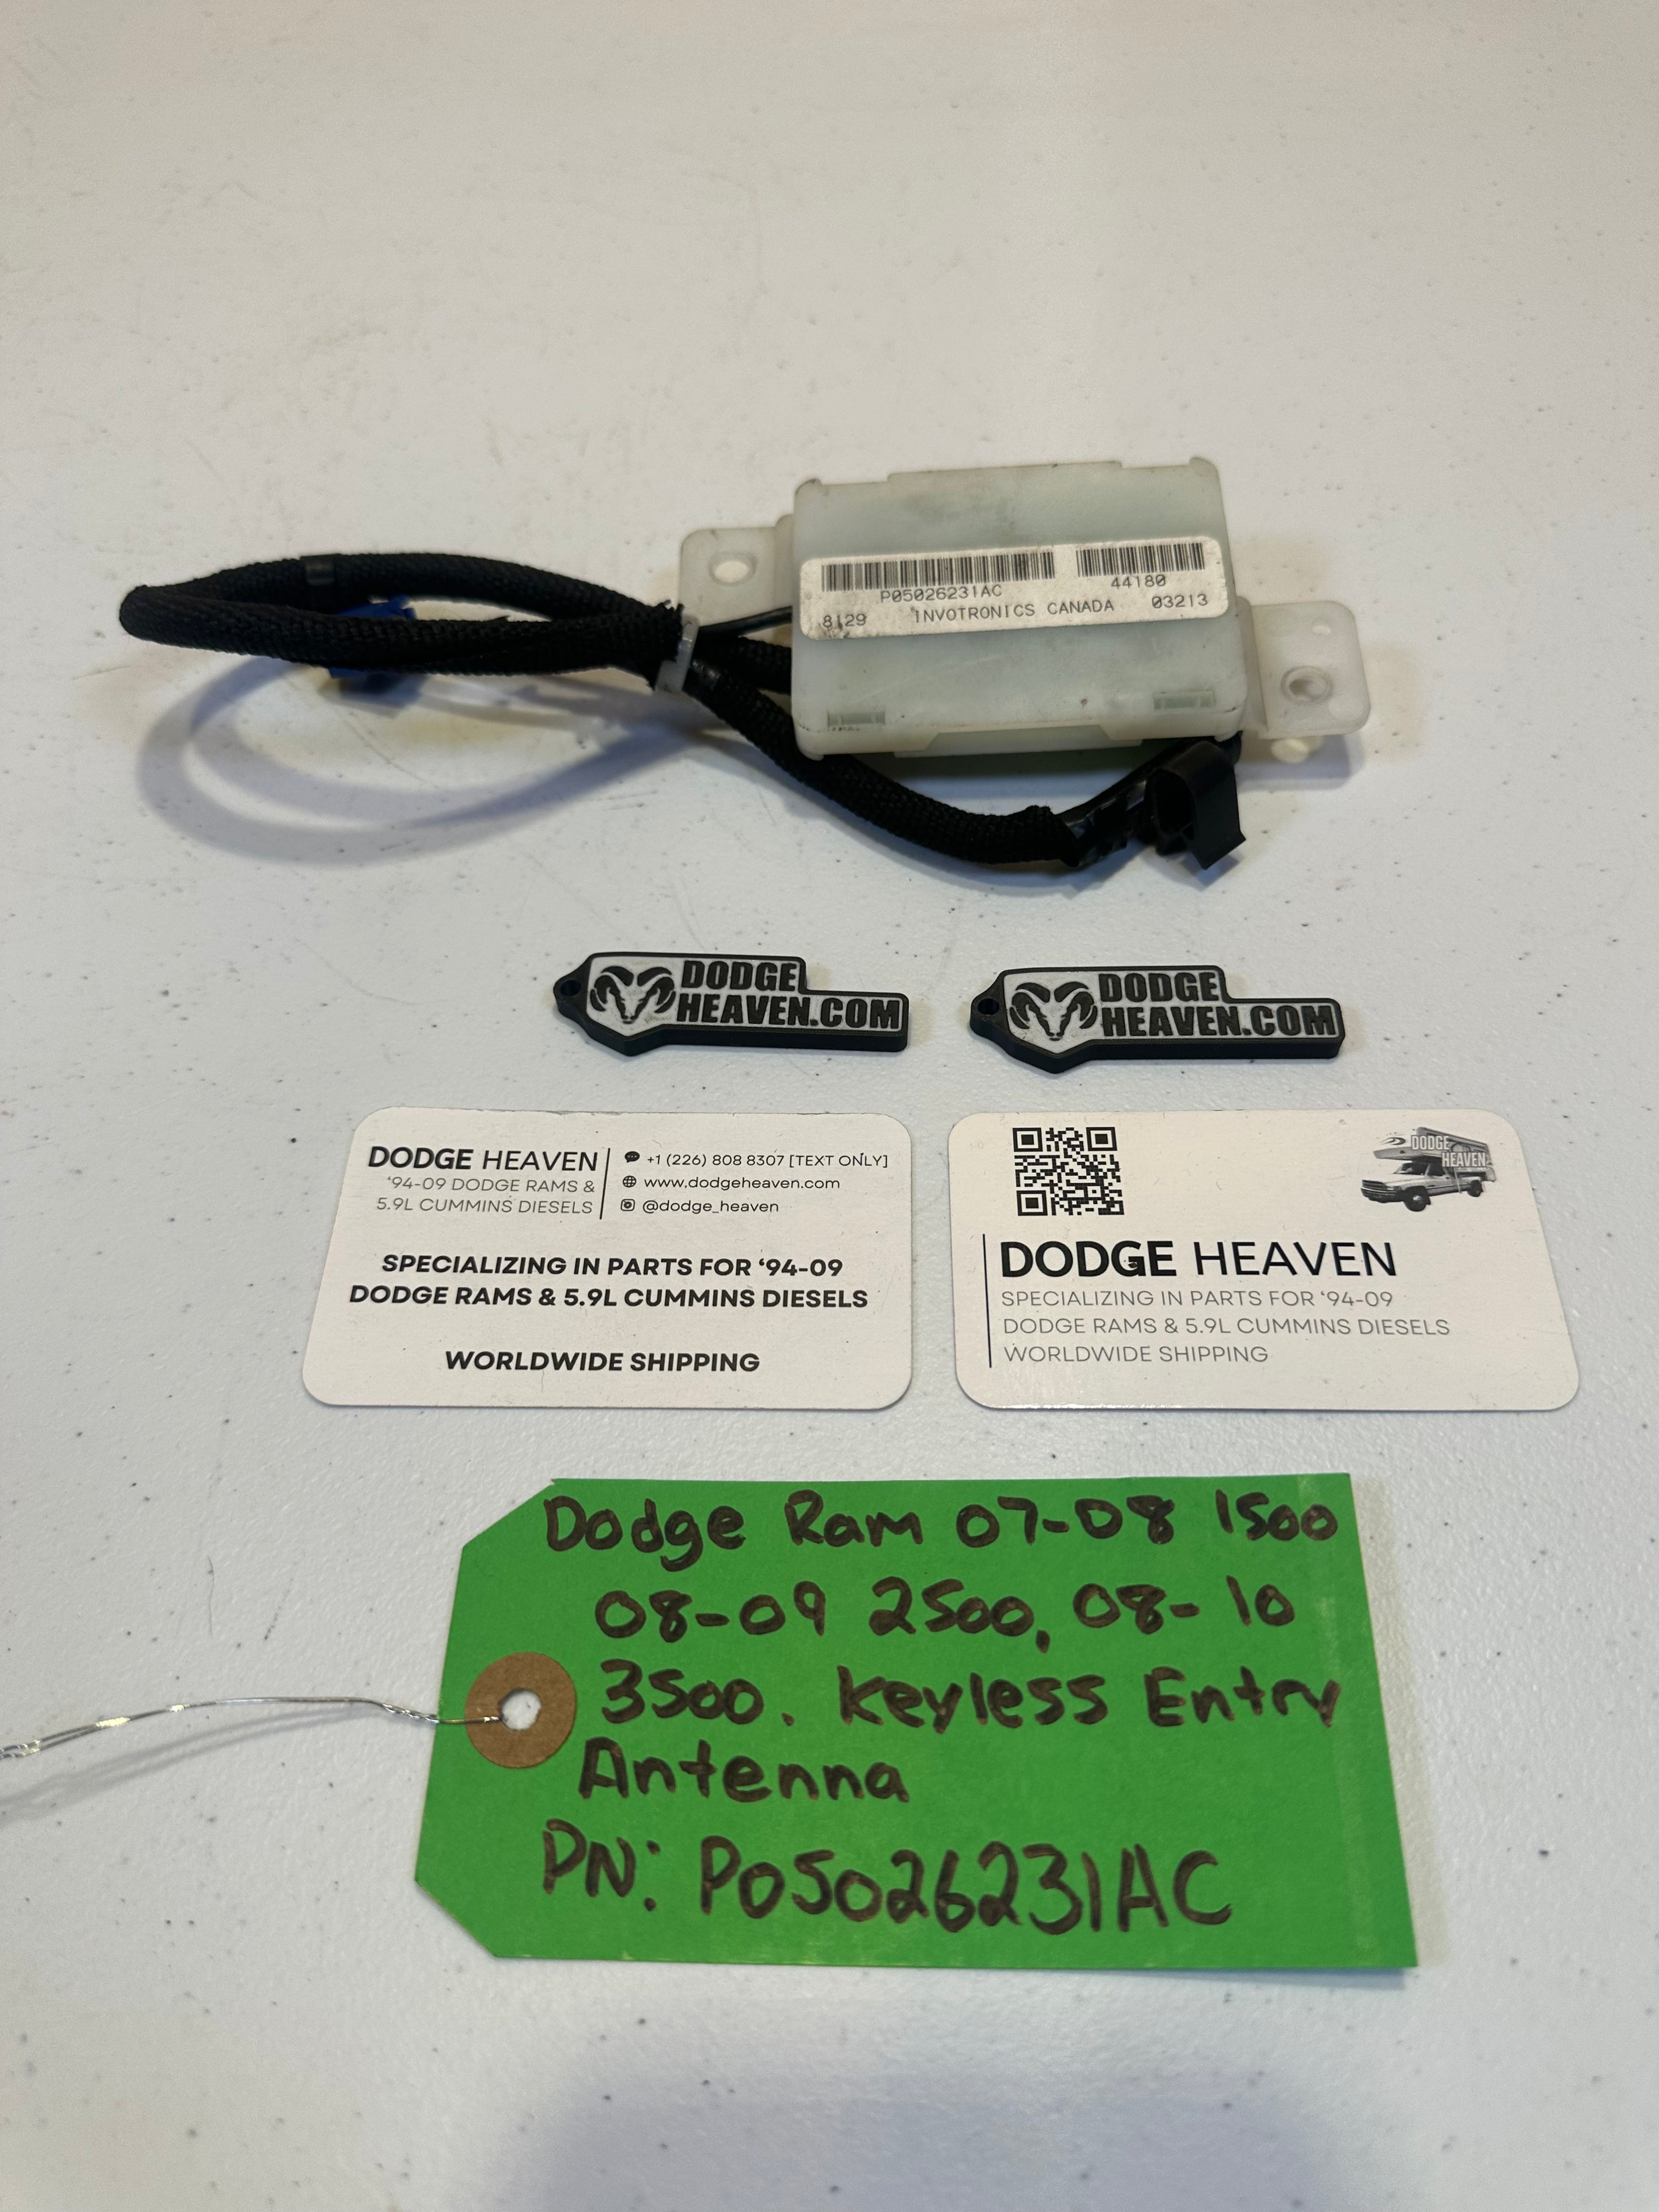 P05026231AC 44180
8129 INVOTRONICS CANADA 03213
DODGE
HEAVEN.COM
DODGE
HEAVEN.COM
DODGE HEAVEN
'94-09 DODGE RAMS &
5.9L CUMMINS DIESELS
+1 (226) 808 8307 [TEXT ONLY]
www.dodgeheaven.com
@dodge_heaven
SPECIALIZING IN PARTS FOR ‘94-09
DODGE RAMS & 5.9L CUMMINS DIESELS
WORLDWIDE SHIPPING
DODGE
HEAVEN
DODGE HEAVEN
SPECIALIZING IN PARTS FOR ‘94-09
DODGE RAMS & 5.9L CUMMINS DIESELS
WORLDWIDE SHIPPING
Dodge Ram 07-08 1500
08-09 2500, 08-10
3500. Keyless Entry
Antenna
PN: P05026231AC